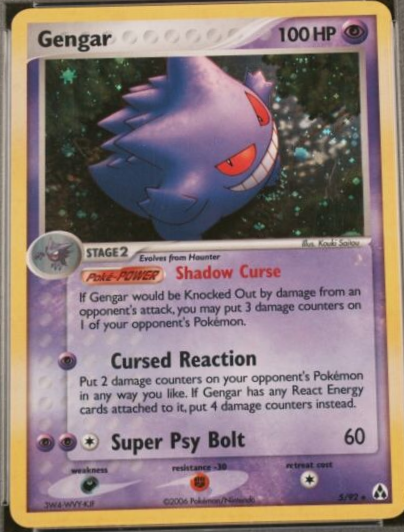 Gengar 100 HP
Illus. Kouki Saitou
STAGE 2 Evolves from Haunter
Poké-POWER Shadow Curse
If Gengar would be Knocked Out by damage from an
opponent's attack, you may put 3 damage counters on
1 of your opponent's Pokémon.
Cursed Reaction
Put 2 damage counters on your opponent's Pokémon
in any way you like. If Gengar has any React Energy
cards attached to it, put 4 damage counters instead.
Super Psy Bolt 60
weakness resistance -30 retreat cost
©2006 Pokémon/Nintendo 5/92 ★